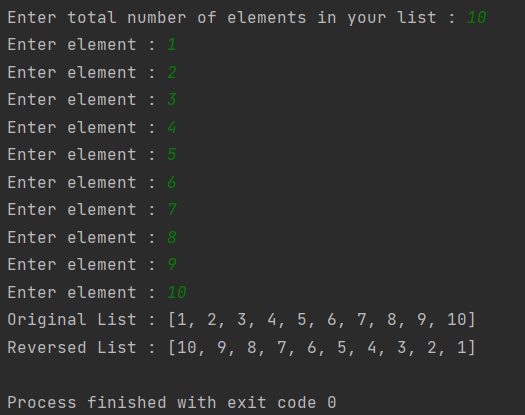 Enter total number of elements in your list : 10
Enter element : 1
Enter element : 2
Enter element : 3
Enter element : 4
Enter element : 5
Enter element : 6
Enter element : 7
Enter element : 8
Enter element : 9
Enter element : 10
Original List : [1, 2, 3, 4, 5, 6, 7, 8, 9, 10]
Reversed List : [10, 9, 8, 7, 6, 5, 4, 3, 2, 1]
Process finished with exit code 0